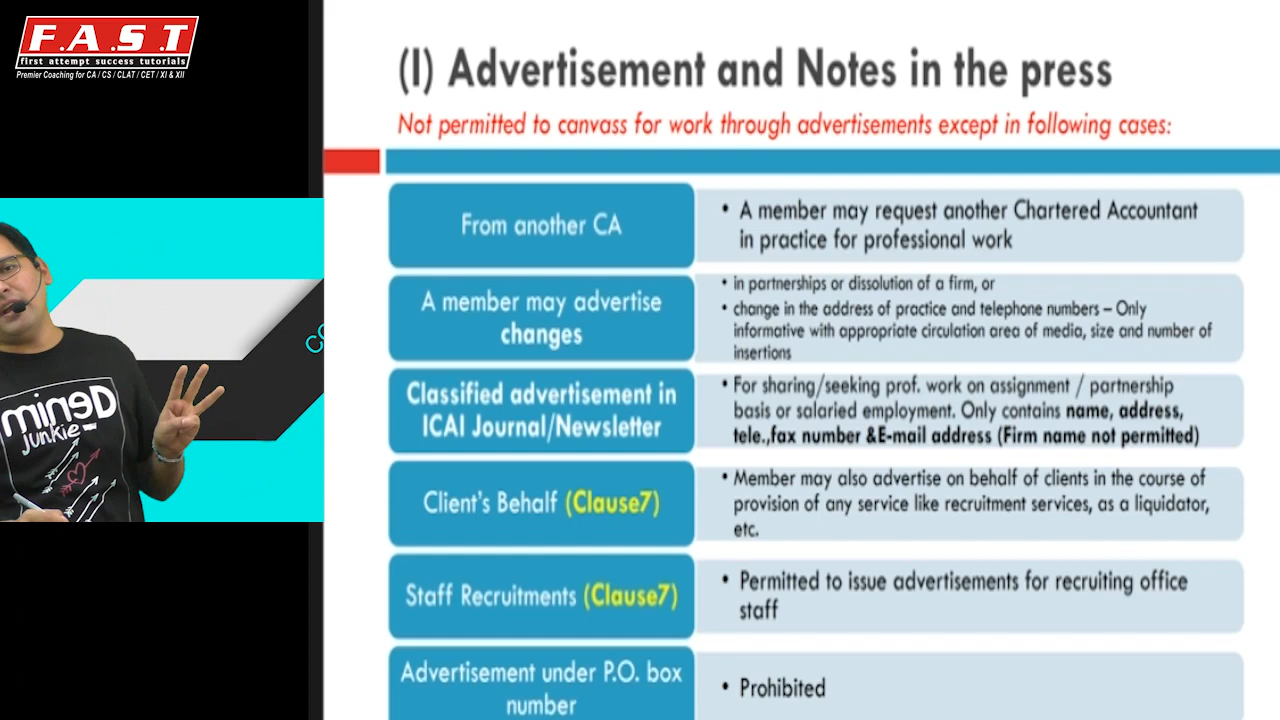 F.A.S.T
first attempt success tutorials
Premier Coaching for CA / CS / CLAT / CET / XI & XII
mineD
junkie
(I) Advertisement and Notes in the press
Not permitted to canvass for work through advertisements except in following cases:
From another CA
• A member may request another Chartered Accountant
in practice for professional work
A member may advertise
changes
• in partnerships or dissolution of a firm, or
• change in the address of practice and telephone numbers – Only
informative with appropriate circulation area of media, size and number of
insertions
Classified advertisement in
ICAI Journal/Newsletter
• For sharing/seeking prof. work on assignment / partnership
basis or salaried employment. Only contains name, address,
tele.,fax number &E-mail address (Firm name not permitted)
Client's Behalf (Clause7)
• Member may also advertise on behalf of clients in the course of
provision of any service like recruitment services, as a liquidator,
etc.
Staff Recruitments (Clause7)
• Permitted to issue advertisements for recruiting office
staff
Advertisement under P.O. box
number
• Prohibited